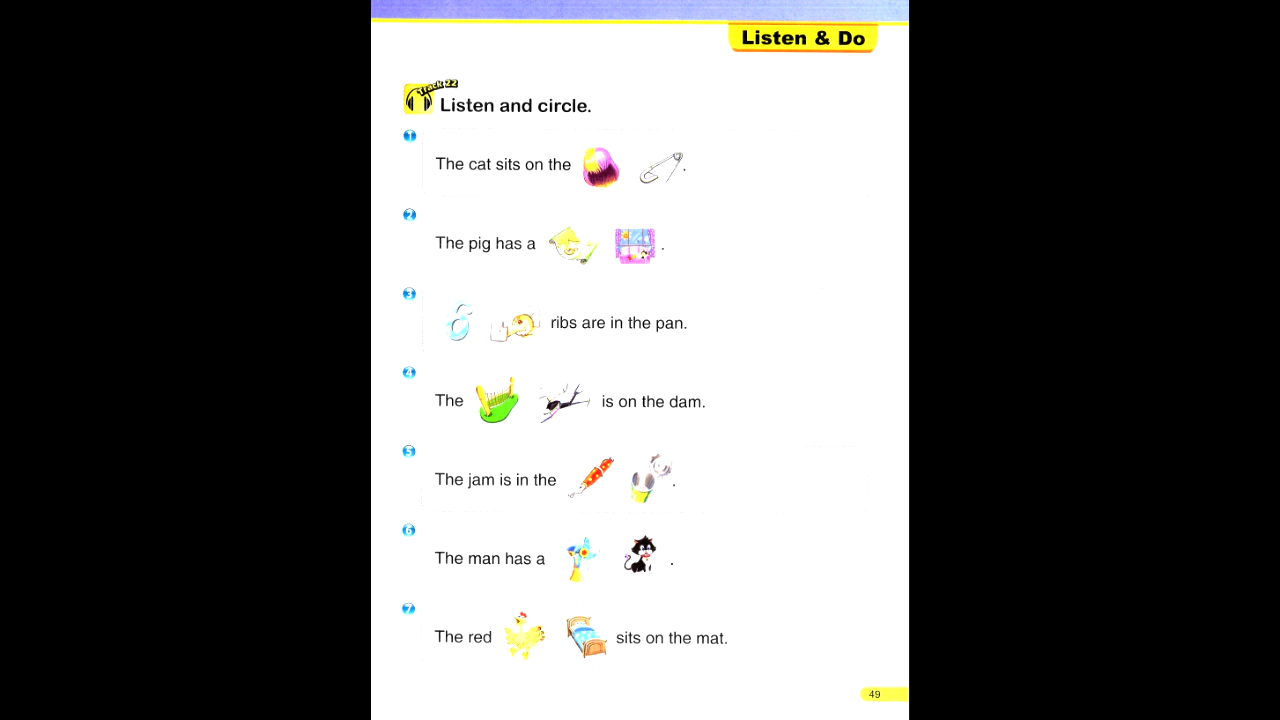 Listen & Do
Track 22
Listen and circle.
1
The cat sits on the .
2
The pig has a .
3
6 ribs are in the pan.
4
The is on the dam.
5
The jam is in the .
6
The man has a .
7
The red sits on the mat.
49